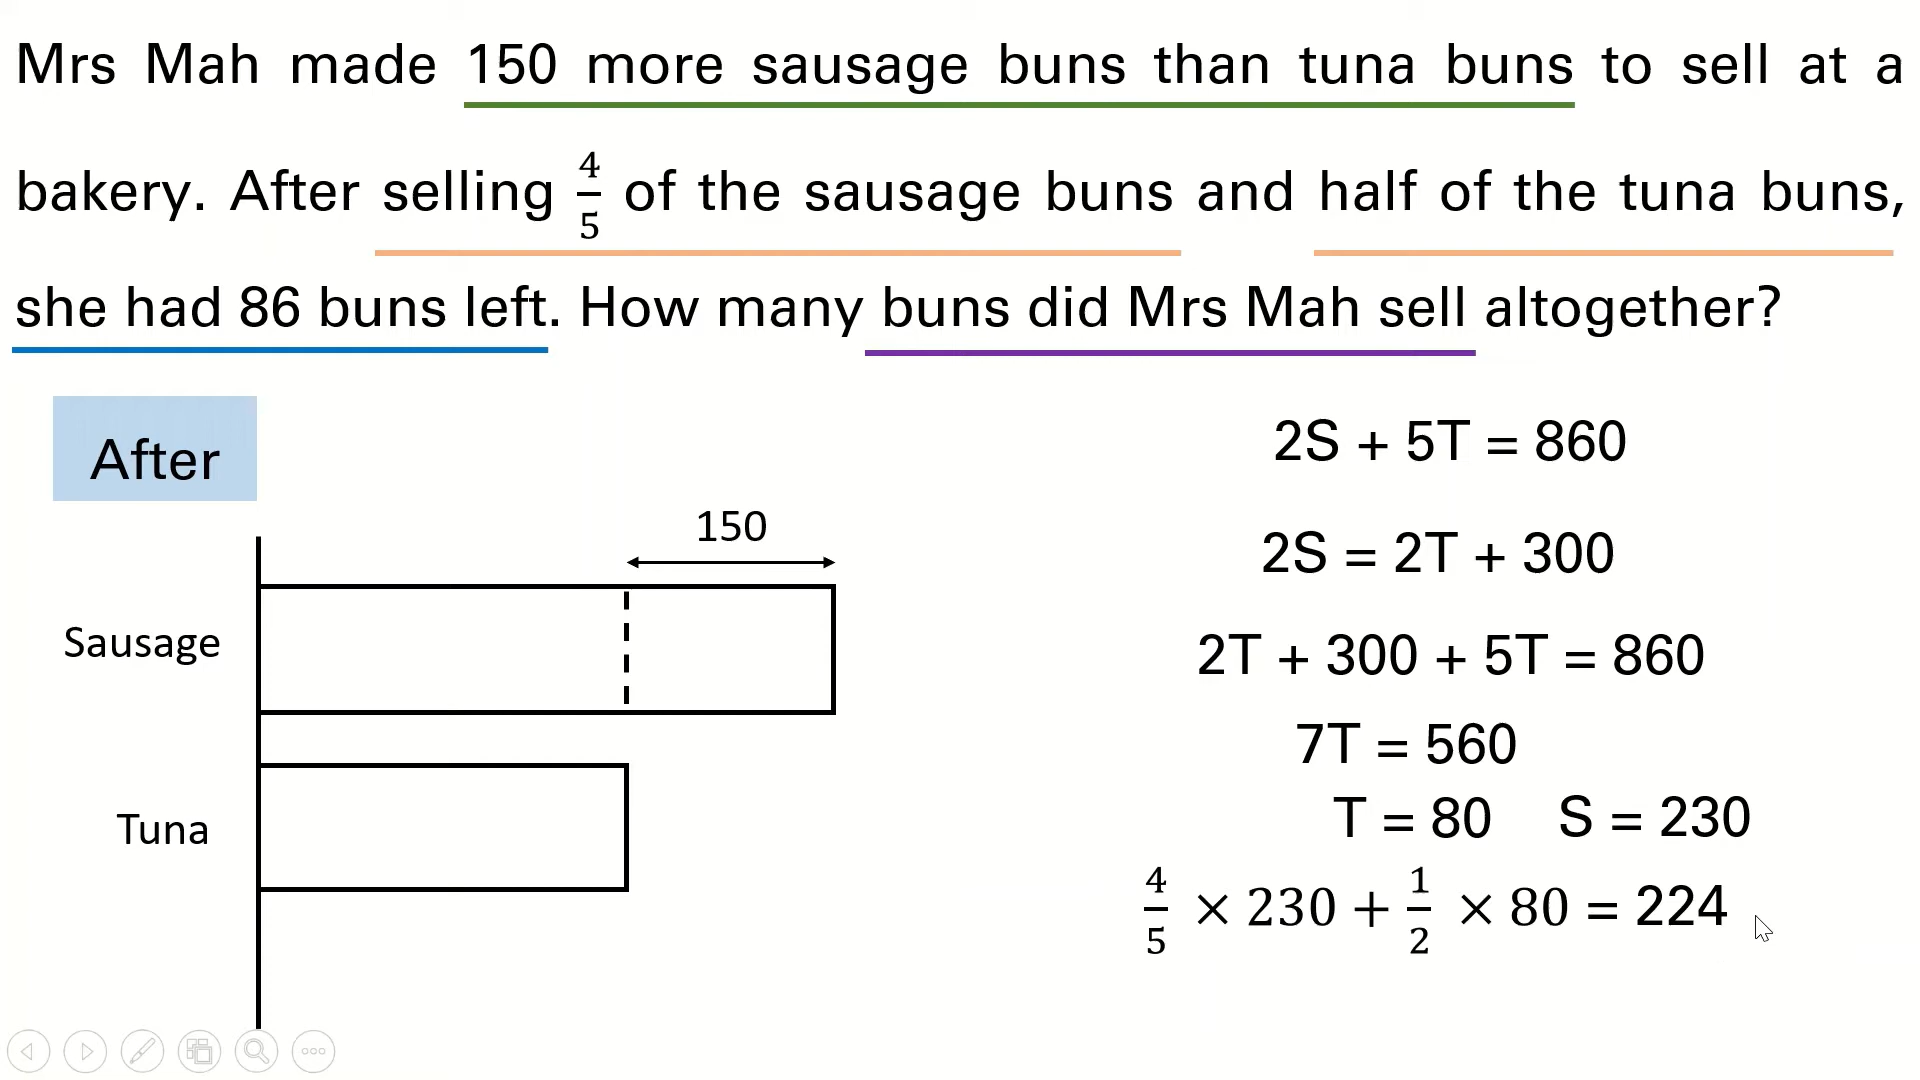 Mrs Mah made 150 more sausage buns than tuna buns to sell at a
bakery. After selling 4/5 of the sausage buns and half of the tuna buns,
she had 86 buns left. How many buns did Mrs Mah sell altogether?
After
150
Sausage
Tuna
2S + 5T = 860
2S = 2T + 300
2T + 300 + 5T = 860
7T = 560
T = 80 S = 230
4/5 × 230 + 1/2 × 80 = 224